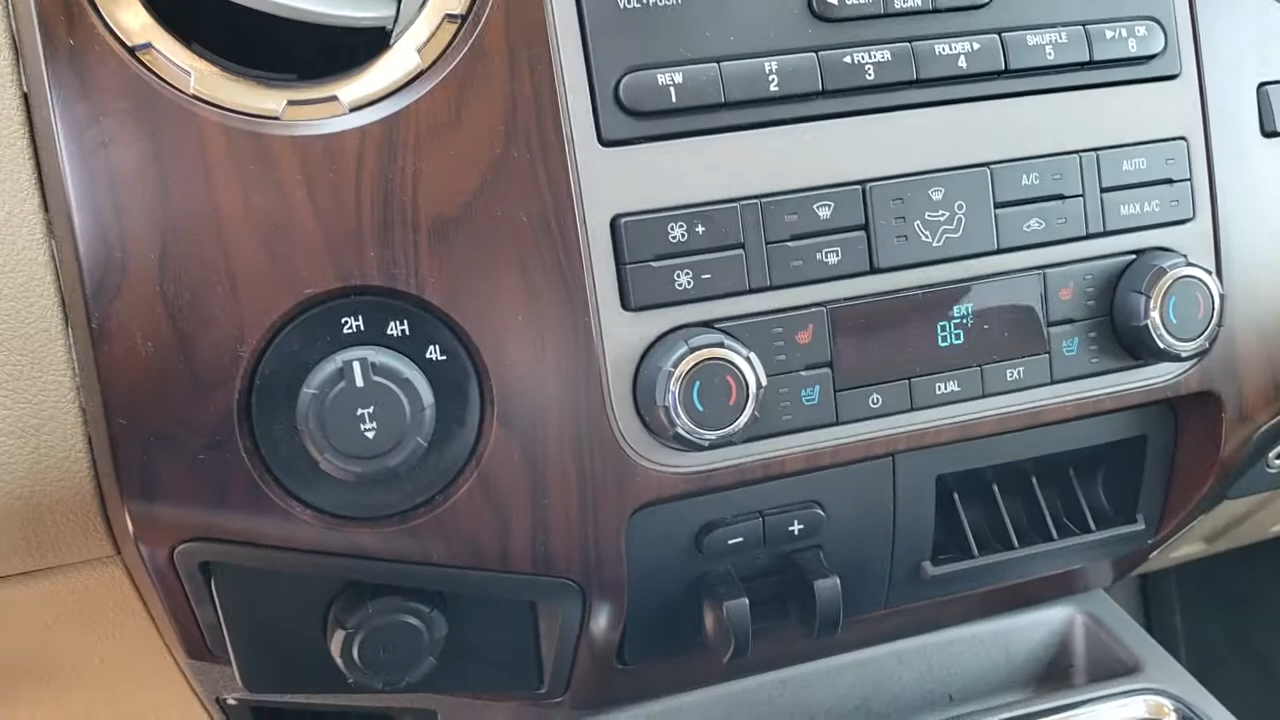 VOL•PUSH
SCAN
REW 1
FF 2
◄FOLDER 3
FOLDER► 4
SHUFFLE 5
►/II OK 6
A/C
AUTO
MAX A/C
+
−
R
EXT
86°F
A/C
A/C
DUAL
EXT
2H
4H
4L
−
+